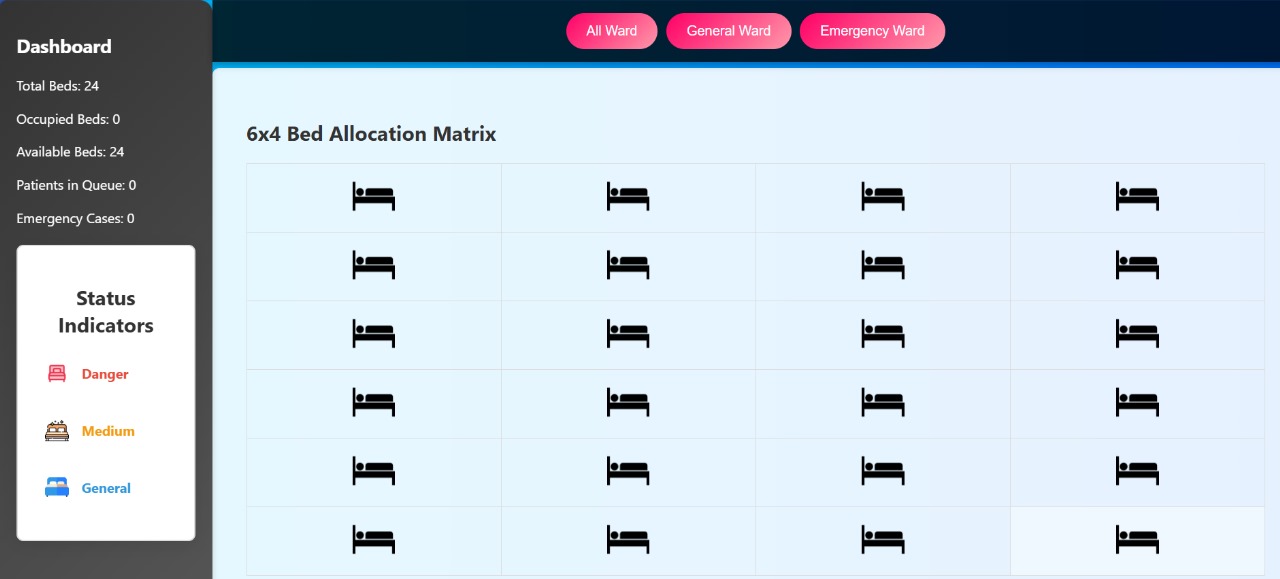 Dashboard
Total Beds: 24
Occupied Beds: 0
Available Beds: 24
Patients in Queue: 0
Emergency Cases: 0
Status
Indicators
Danger
Medium
General
All Ward
General Ward
Emergency Ward
6x4 Bed Allocation Matrix